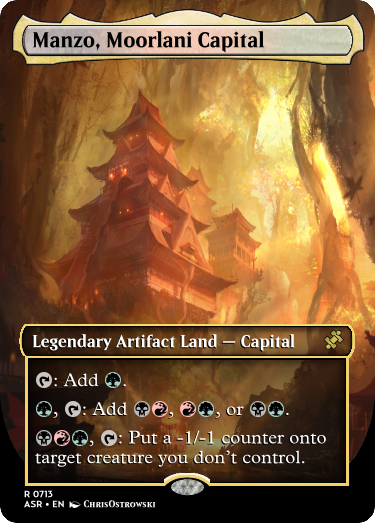 Manzo, Moorlani Capital
Legendary Artifact Land — Capital
: Add .
, : Add , , or .
, : Put a -1/-1 counter onto
target creature you don't control.
R 0713
ASR • EN ChrisOstrowski